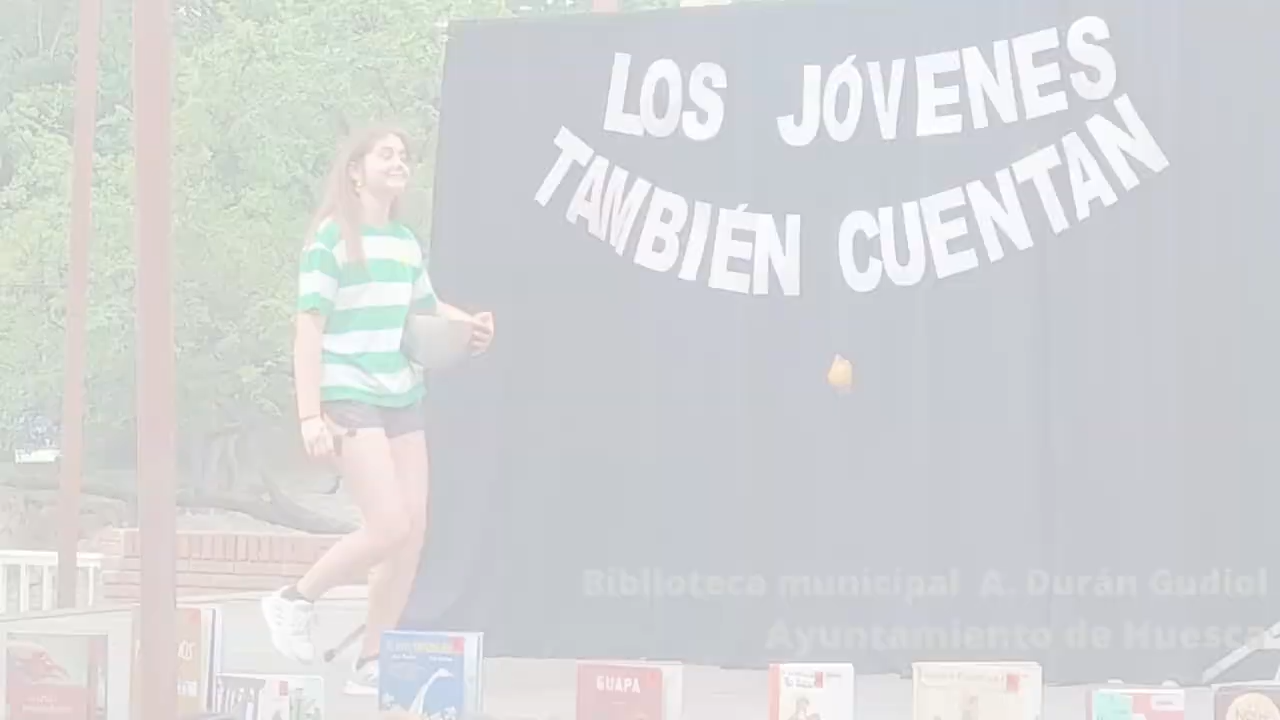 LOS JÓVENES
TAMBIÉN CUENTAN
Biblioteca municipal A. Durán Gudiol
Ayuntamiento de Huesca
GUAPA